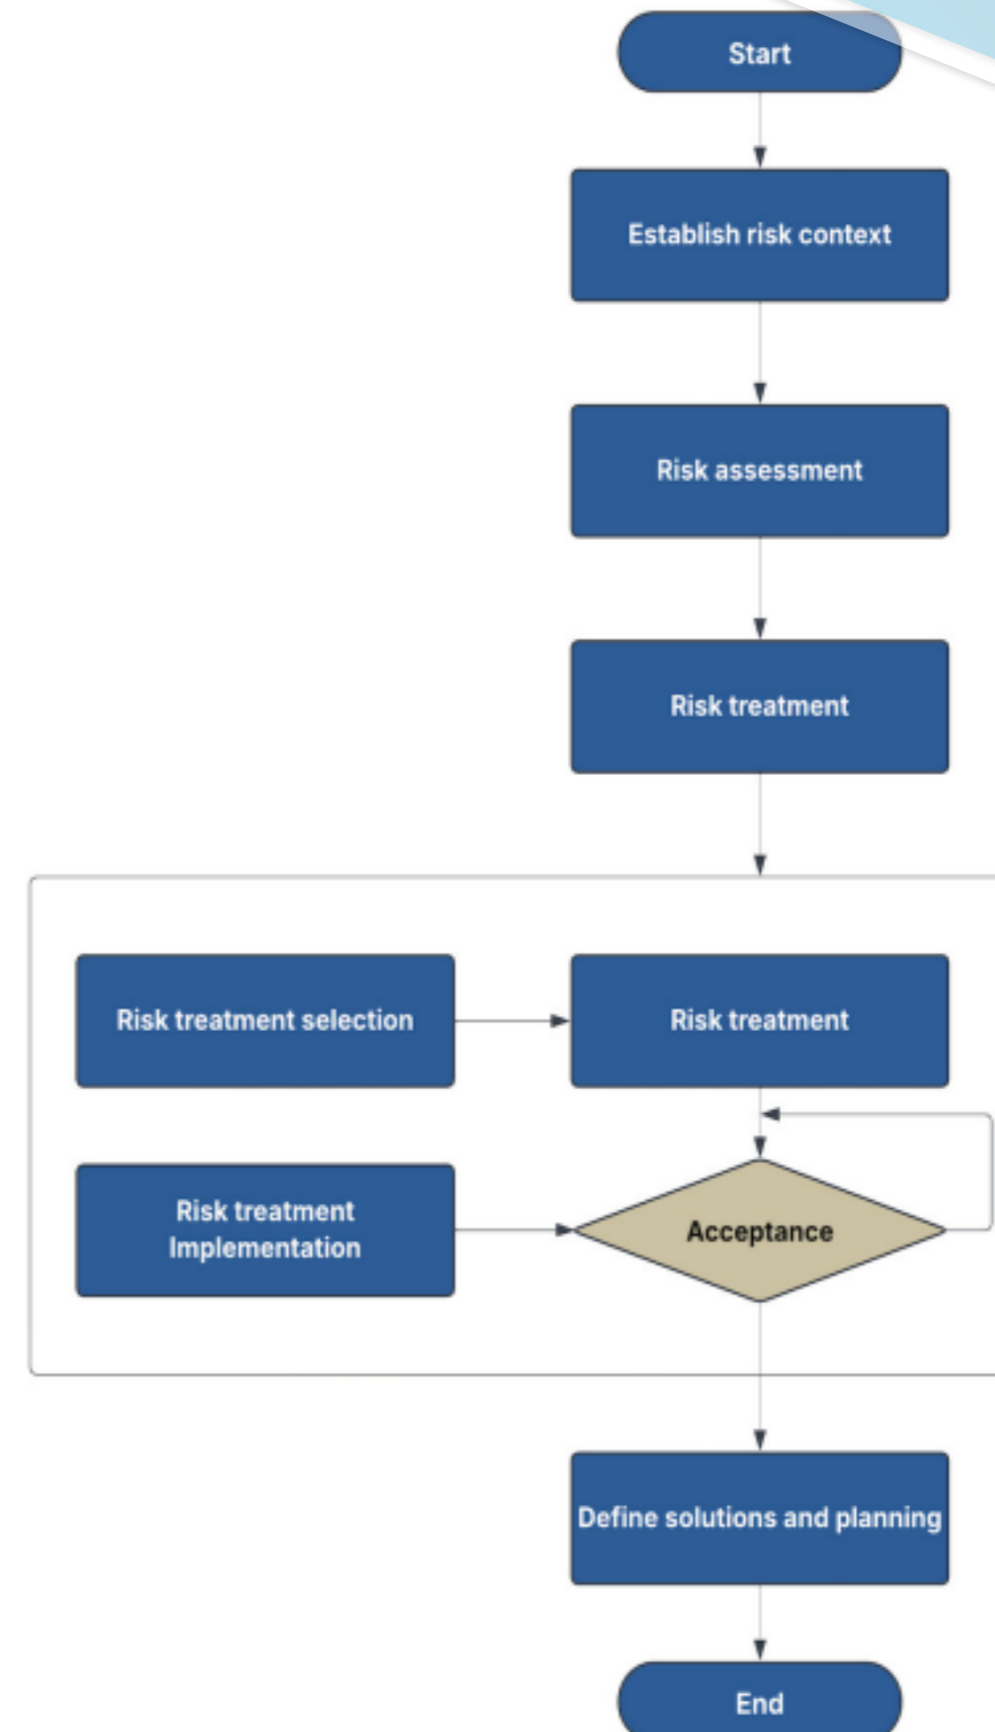 Start
Establish risk context
Risk assessment
Risk treatment
Risk treatment selection
Risk treatment
Risk treatment
Implementation
Acceptance
Define solutions and planning
End